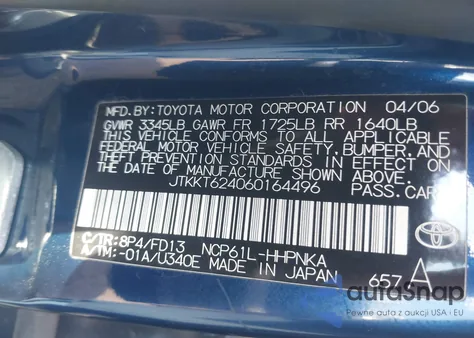 MFD. BY: TOYOTA MOTOR CORPORATION 04/06
GVWR 3345LB GAWR FR 1725LB RR 1640LB
THIS VEHICLE CONFORMS TO ALL APPLICABLE
FEDERAL MOTOR VEHICLE SAFETY, BUMPER, AND
THEFT PREVENTION STANDARDS IN EFFECT ON
THE DATE OF MANUFACTURE SHOWN ABOVE.
JTKKT624060164496 PASS. CAR
C/TR: 8P4/FD13 NCP61L-HHPNKA
A/TM: -01A/U340E MADE IN JAPAN 657 A
TOYOTA
autoSnap
Pewne auta z aukcji USA i EU